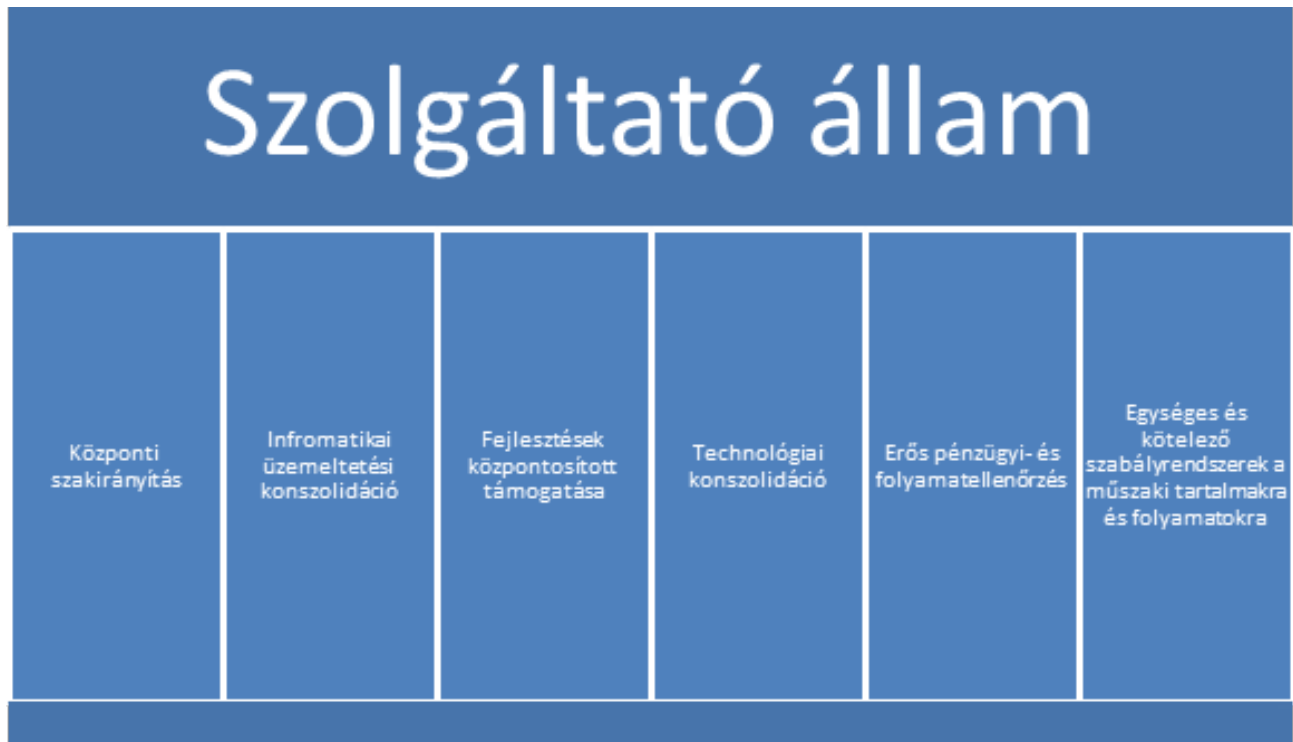 Szolgáltató állam
Központi
szakirányítás
Infromatikai
üzemeltetési
konszolidáció
Fejlesztések
központosított
támogatása
Technológiai
konszolidáció
Erős pénzügyi- és
folyamatellenőrzés
Egységes és
kötelező
szabályrendszerek a
műszaki tartalmakra
és folyamatokra